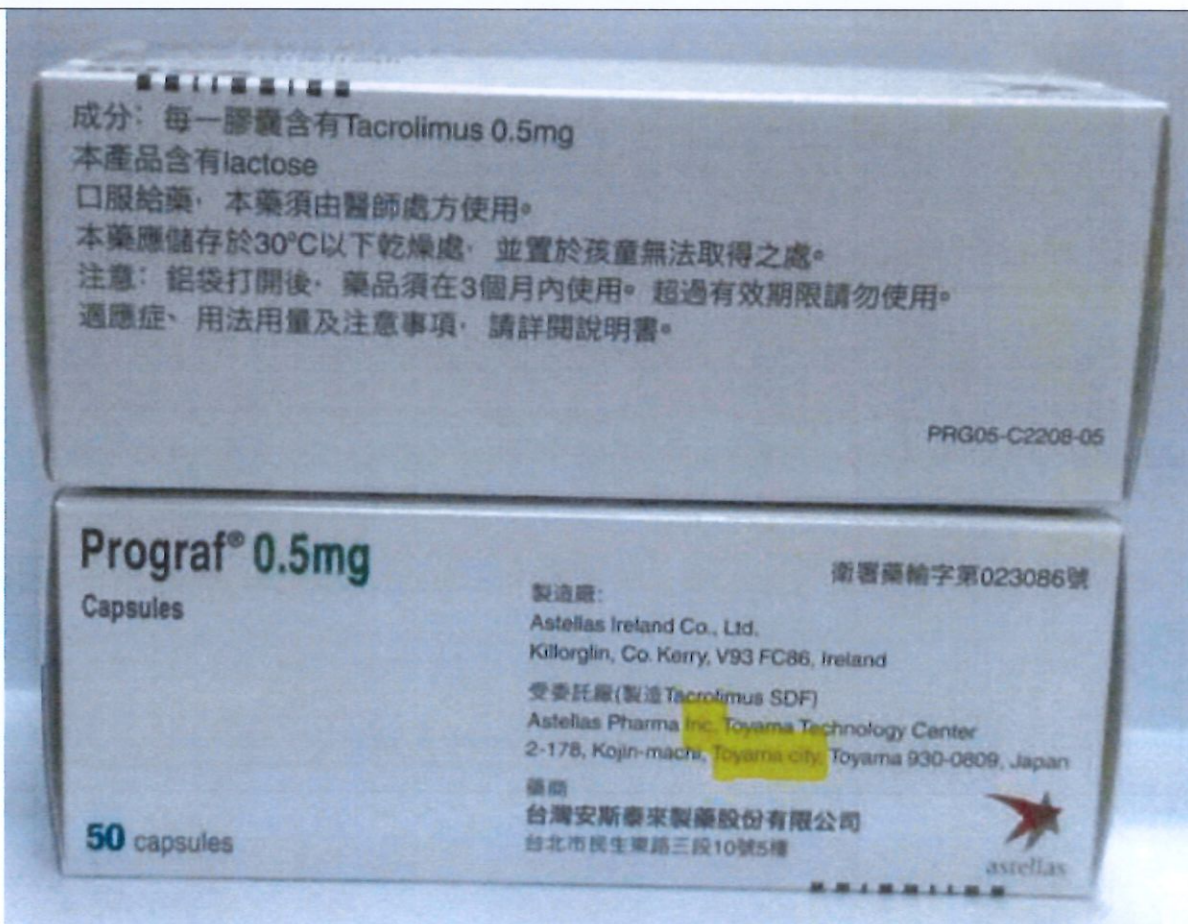 成分：每一膠囊含有Tacrolimus 0.5mg
本產品含有lactose
口服給藥，本藥須由醫師處方使用。
本藥應儲存於30°C以下乾燥處，並置於孩童無法取得之處。
注意：鋁袋打開後，藥品須在3個月內使用。超過有效期限請勿使用。
適應症、用法用量及注意事項，請詳閱說明書。
PRG05-C2208-05
Prograf® 0.5mg
Capsules
衛署藥輸字第023086號
製造廠：
Astellas Ireland Co., Ltd.
Killorglin, Co. Kerry, V93 FC86, Ireland
受委託廠(製造Tacrolimus SDF)
Astellas Pharma Inc. Toyama Technology Center
2-178, Kojin-machi, Toyama city, Toyama 930-0809, Japan
藥商
台灣安斯泰來製藥股份有限公司
台北市民生東路三段10號5樓
50 capsules
astellas